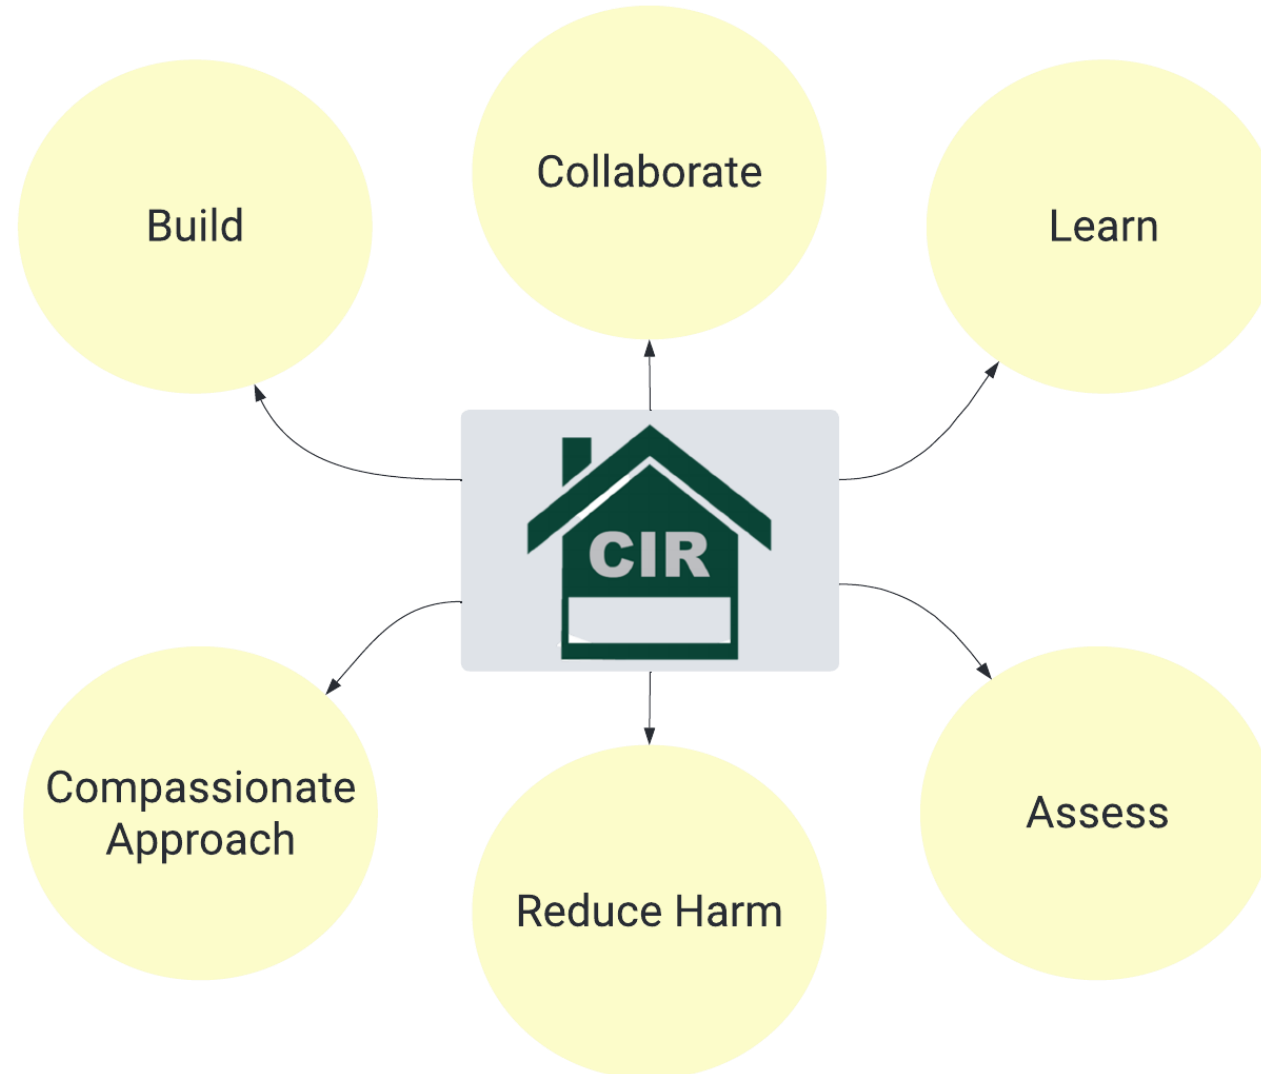 Build
Collaborate
Learn
CIR
Compassionate
Approach
Reduce Harm
Assess